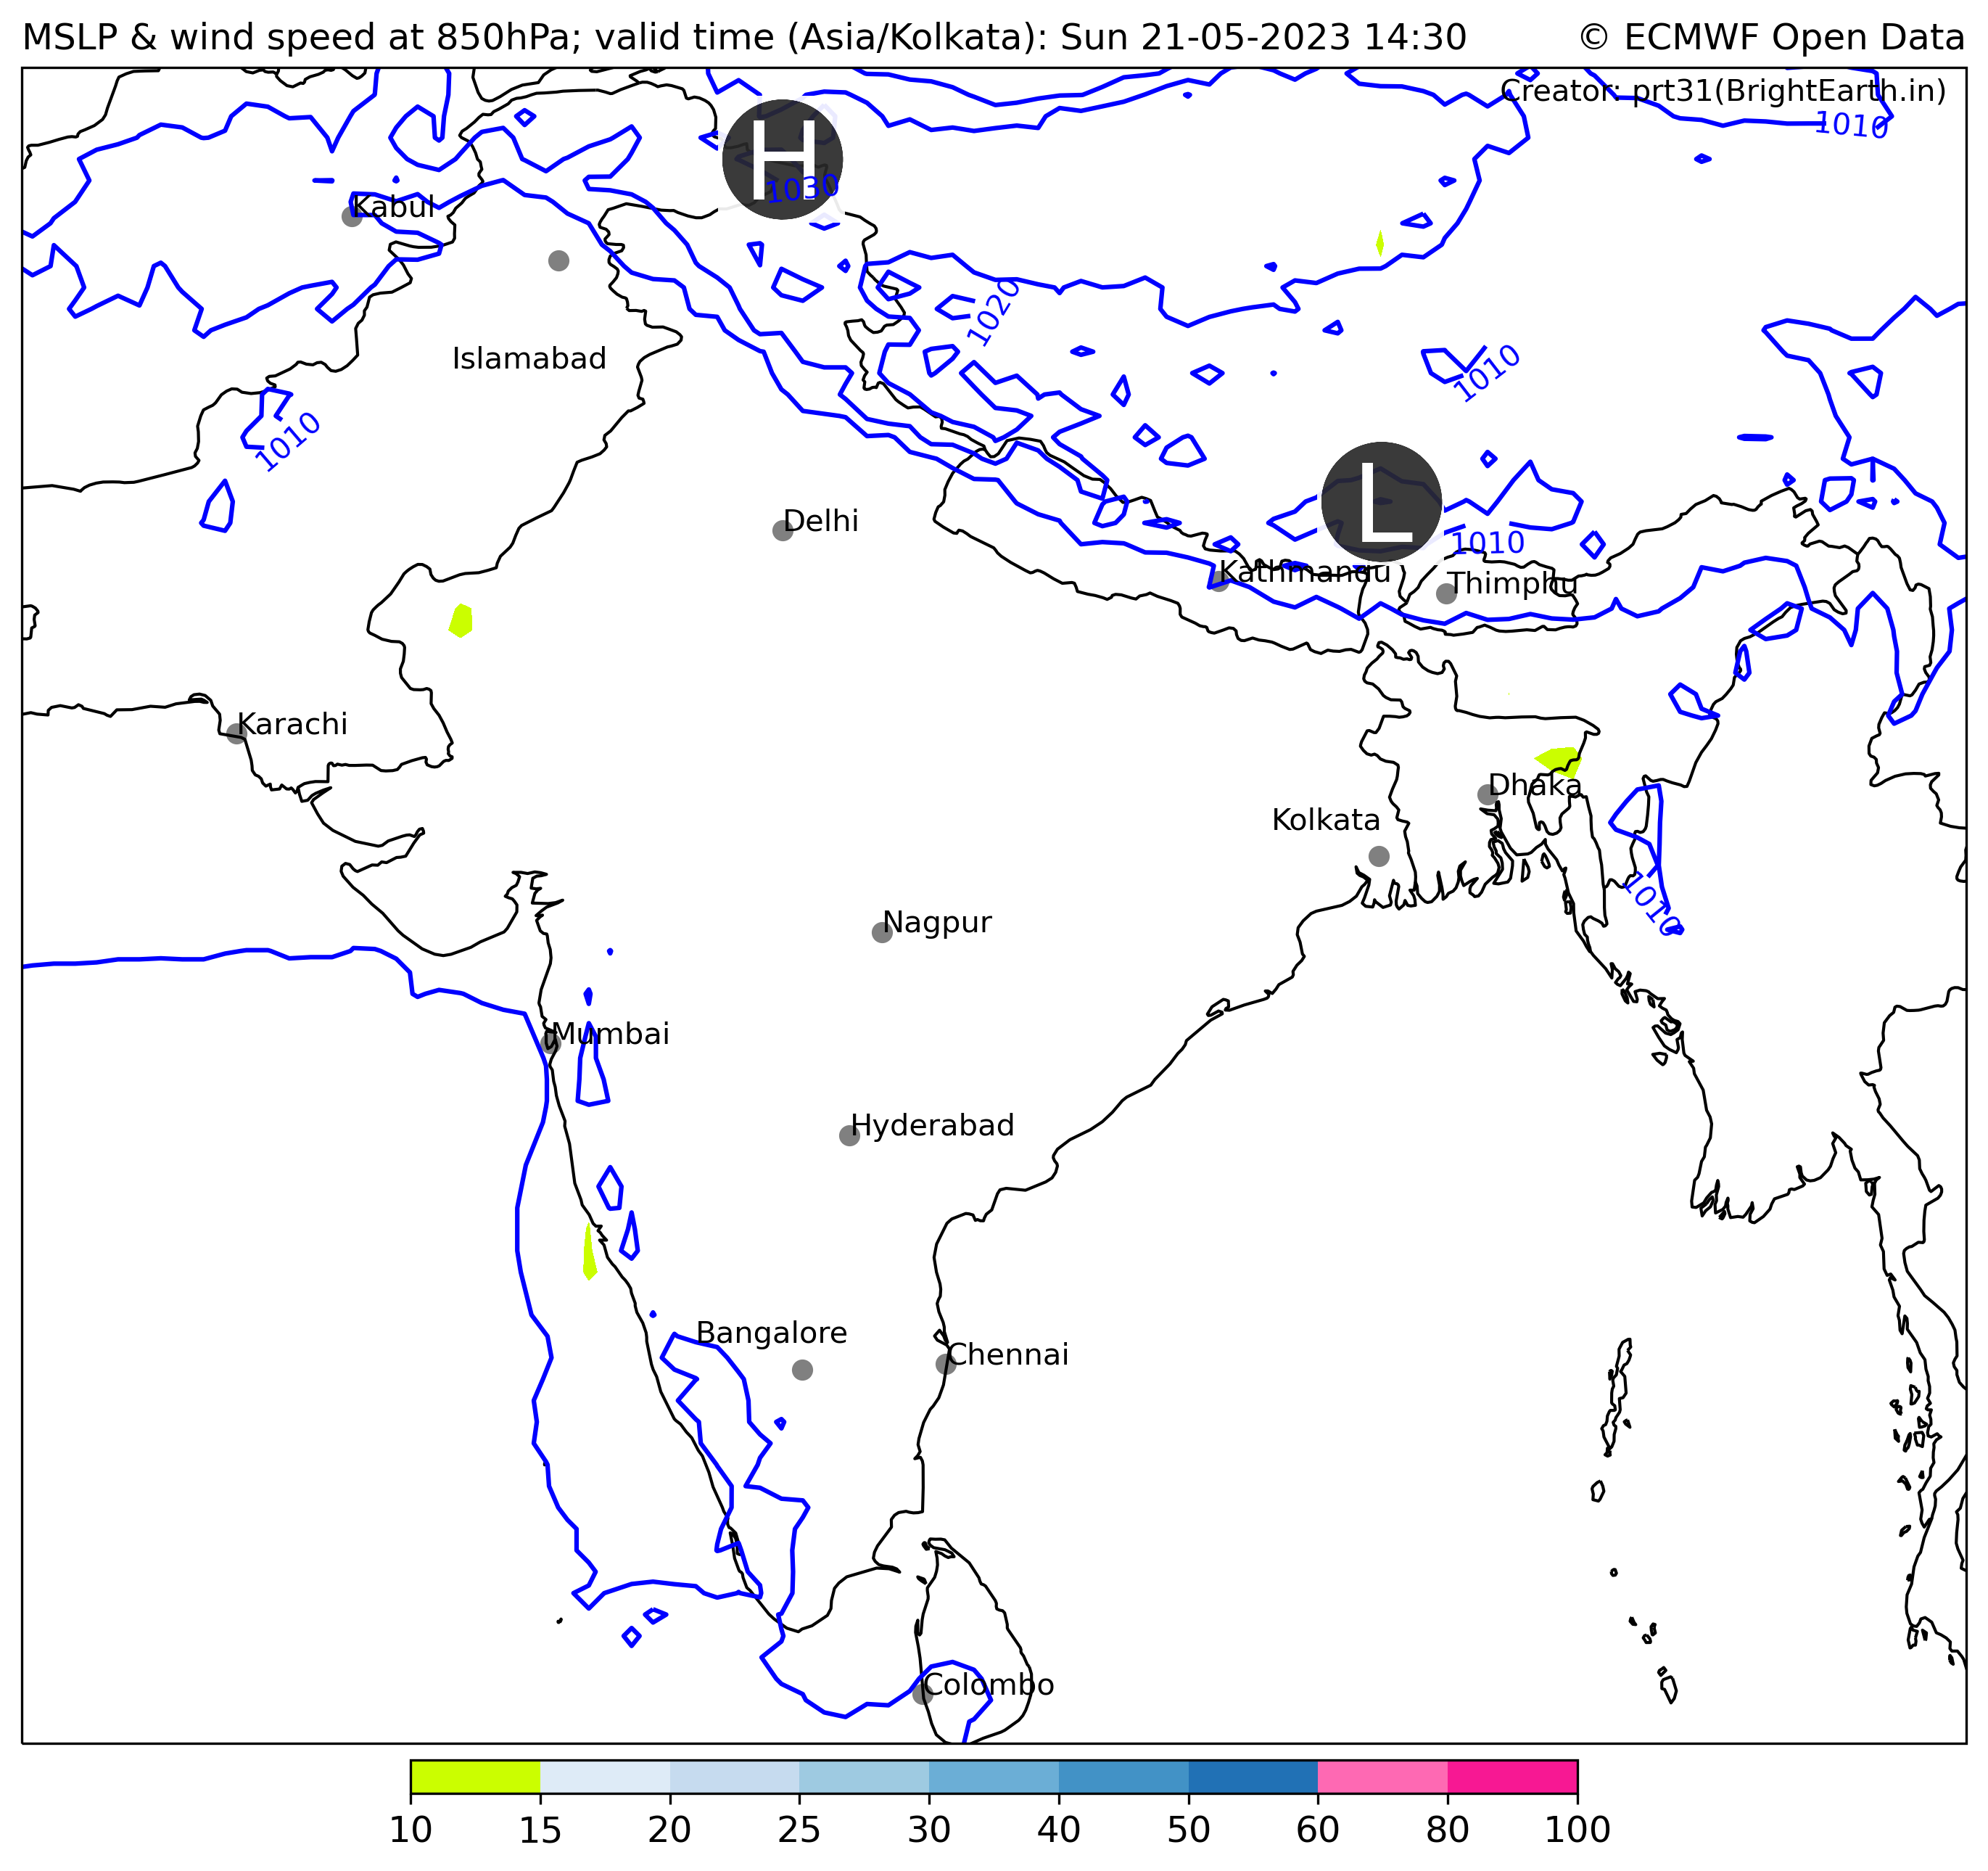 MSLP & wind speed at 850hPa; valid time (Asia/Kolkata): Sun 21-05-2023 14:30
© ECMWF Open Data
Creator: prt31(BrightEarth.in)
1010
H
1030
Kabul
1020
Islamabad
1010
1010
Delhi
L
1010
Kathmandu
Thimphu
Karachi
Dhaka
Kolkata
1010
Nagpur
Mumbai
Hyderabad
Bangalore
Chennai
Colombo
10 15 20 25 30 40 50 60 80 100